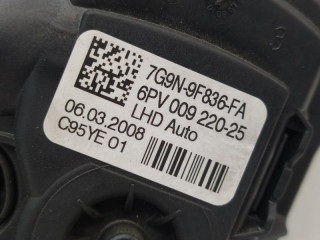 7G9N-9F836-FA
6PV 009 220-25
LHD Auto
06.03.2008
C95YE 01